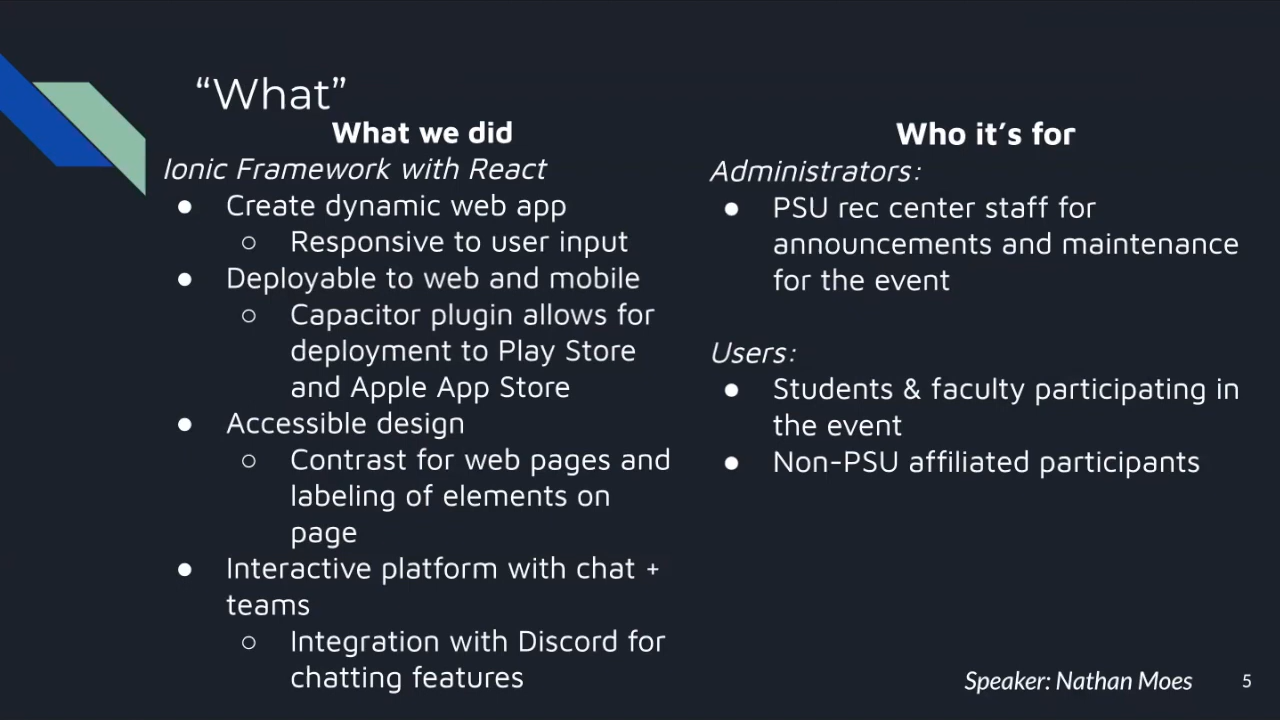 “What”
What we did
Ionic Framework with React
● Create dynamic web app
○ Responsive to user input
● Deployable to web and mobile
○ Capacitor plugin allows for
deployment to Play Store
and Apple App Store
● Accessible design
○ Contrast for web pages and
labeling of elements on
page
● Interactive platform with chat +
teams
○ Integration with Discord for
chatting features
Who it’s for
Administrators:
● PSU rec center staff for
announcements and maintenance
for the event
Users:
● Students & faculty participating in
the event
● Non-PSU affiliated participants
Speaker: Nathan Moes
5